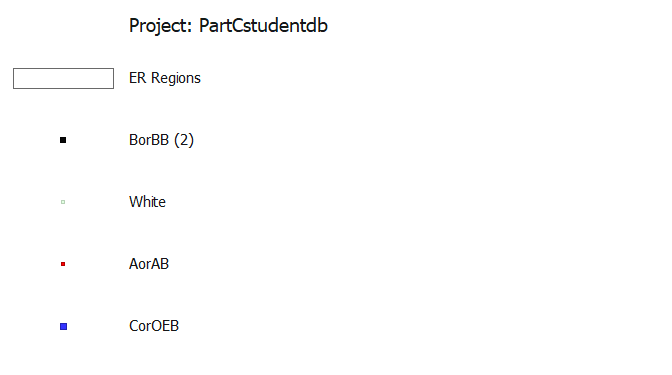 Project: PartCstudentdb
ER Regions
BorBB (2)
White
AorAB
CorOEB